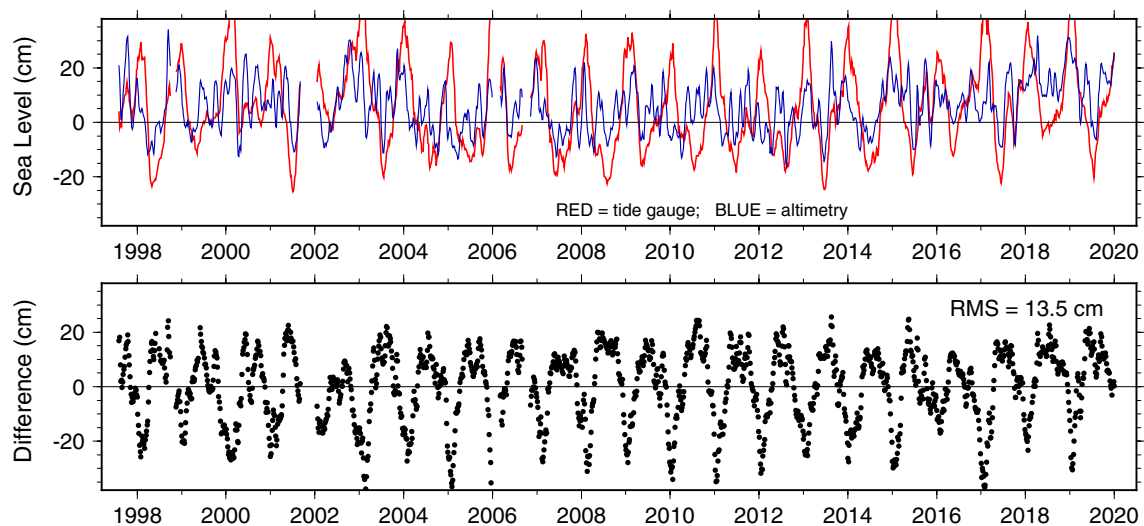 Sea Level (cm)
20
0
-20
RED = tide gauge; BLUE = altimetry
1998 2000 2002 2004 2006 2008 2010 2012 2014 2016 2018 2020
Difference (cm)
20
0
-20
RMS = 13.5 cm
1998 2000 2002 2004 2006 2008 2010 2012 2014 2016 2018 2020